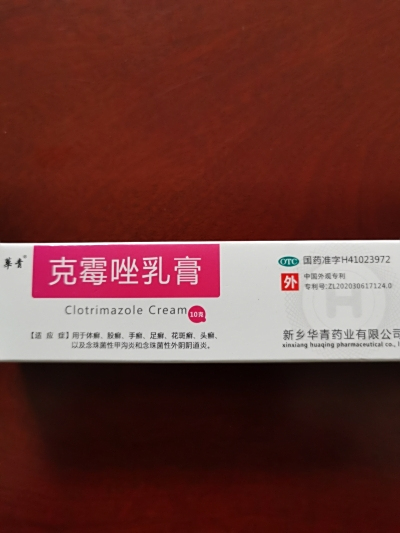 华青®
克霉唑乳膏
Clotrimazole Cream
10克
【适 应 症】用于体癣、股癣、手癣、足癣、花斑癣、头癣、
以及念珠菌性甲沟炎和念珠菌性外阴阴道炎。
OTC 国药准字H41023972
外
中国外观专利
专利号:ZL202030617124.0
新乡华青药业有限公司
xinxiang huaqing pharmaceutical co.,